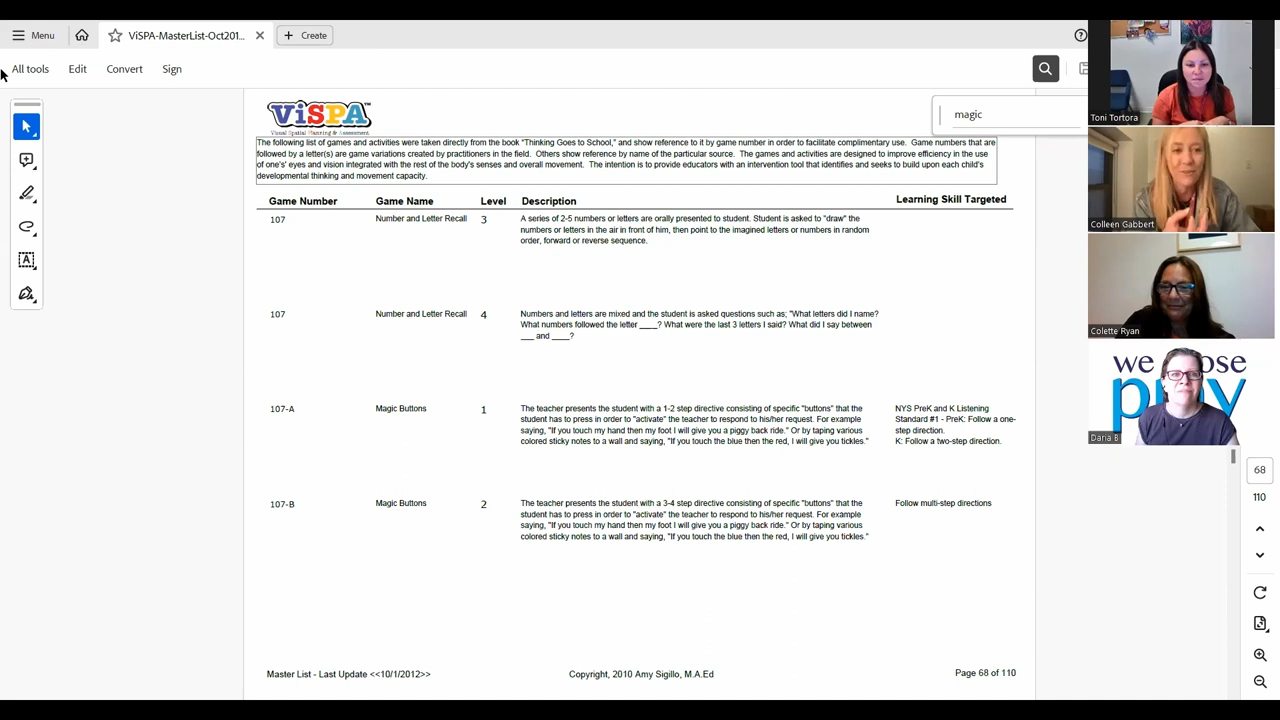 Menu
ViSPA-MasterList-Oct201...
Create
All tools
Edit
Convert
Sign
magic
ViSPA™
Visual Spatial Planning & Assessment
The following list of games and activities were taken directly from the book "Thinking Goes to School," and show reference to it by game number in order to facilitate complimentary use. Game numbers that are
followed by a letter(s) are game variations created by practitioners in the field. Others show reference by name of the particular source. The games and activities are designed to improve efficiency in the use
of one's' eyes and vision integrated with the rest of the body's senses and overall movement. The intention is to provide educators with an intervention tool that identifies and seeks to build upon each child's
developmental thinking and movement capacity.
Game Number Game Name Level Description Learning Skill Targeted
107 Number and Letter Recall 3 A series of 2-5 numbers or letters are orally presented to student. Student is asked to "draw" the
numbers or letters in the air in front of him, then point to the imagined letters or numbers in random
order, forward or reverse sequence.
107 Number and Letter Recall 4 Numbers and letters are mixed and the student is asked questions such as; "What letters did I name?
What numbers followed the letter ____? What were the last 3 letters I said? What did I say between
___ and ____?
107-A Magic Buttons 1 The teacher presents the student with a 1-2 step directive consisting of specific "buttons" that the
student has to press in order to "activate" the teacher to respond to his/her request. For example
saying, "If you touch my hand then my foot I will give you a piggy back ride." Or by taping various
colored sticky notes to a wall and saying, "If you touch the blue then the red, I will give you tickles."
NYS PreK and K Listening
Standard #1 - PreK: Follow a one-
step direction.
K: Follow a two-step direction.
107-B Magic Buttons 2 The teacher presents the student with a 3-4 step directive consisting of specific "buttons" that the
student has to press in order to "activate" the teacher to respond to his/her request. For example
saying, "If you touch my hand then my foot I will give you a piggy back ride." Or by taping various
colored sticky notes to a wall and saying, "If you touch the blue then the red, I will give you tickles."
Follow multi-step directions
Master List - Last Update <<10/1/2012>>
Copyright, 2010 Amy Sigillo, M.A.Ed
Page 68 of 110
Toni Tortora
Colleen Gabbert
Colette Ryan
we
Daria B
68
110